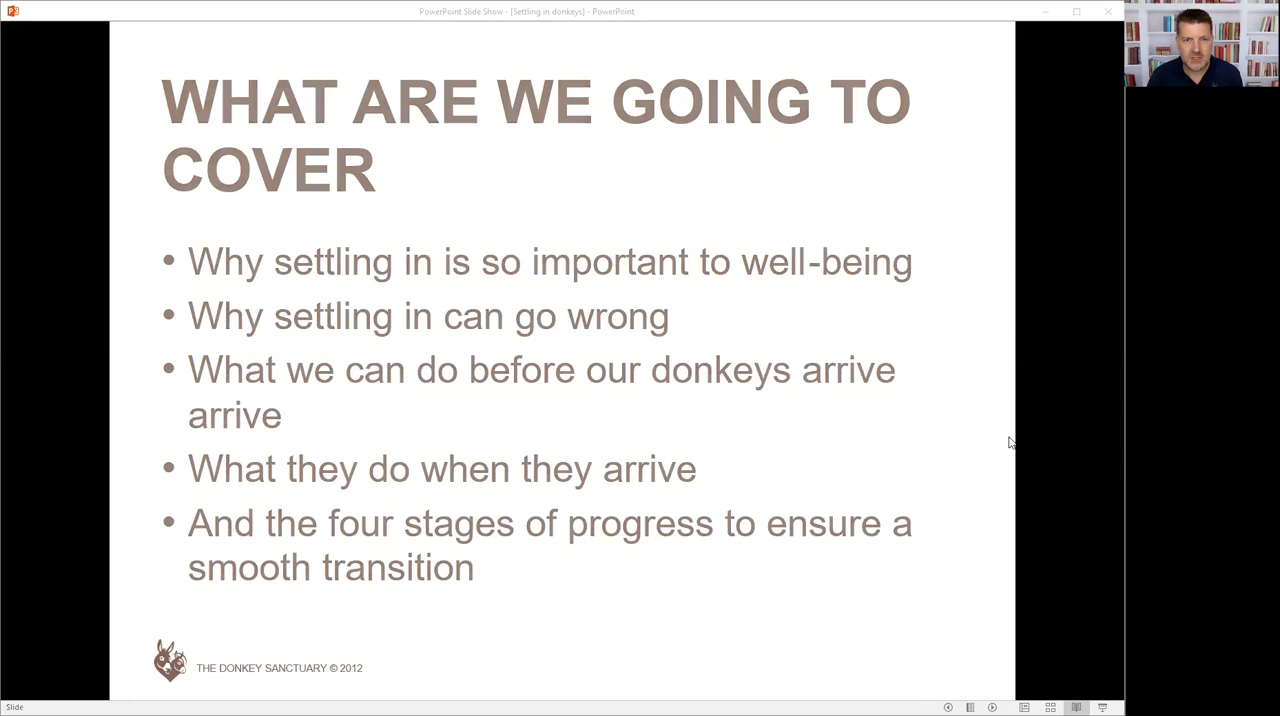 PowerPoint Slide Show - [Settling in donkeys] - PowerPoint
WHAT ARE WE GOING TO
COVER
• Why settling in is so important to well-being
• Why settling in can go wrong
• What we can do before our donkeys arrive
arrive
• What they do when they arrive
• And the four stages of progress to ensure a
smooth transition
THE DONKEY SANCTUARY © 2012
Slide